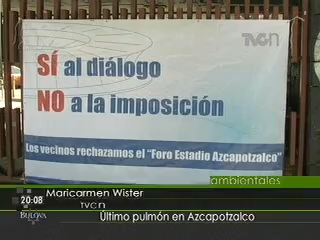 TVCN
SÍ al diálogo
NO a la imposición
Los vecinos rechazamos el "Foro Estadio Azcapotzalco"
ambientales
Maricarmen Wister
20:08
tvcn
BULOVA
Último pulmón en Azcapotzalco